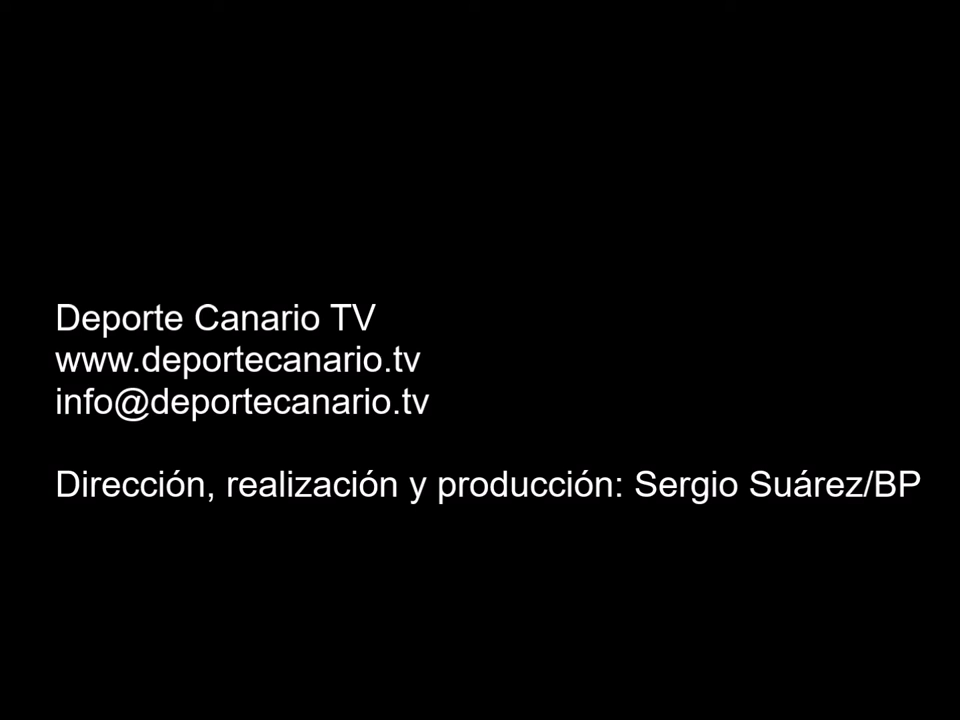 Deporte Canario TV
www.deportecanario.tv
info@deportecanario.tv
Dirección, realización y producción: Sergio Suárez/BP